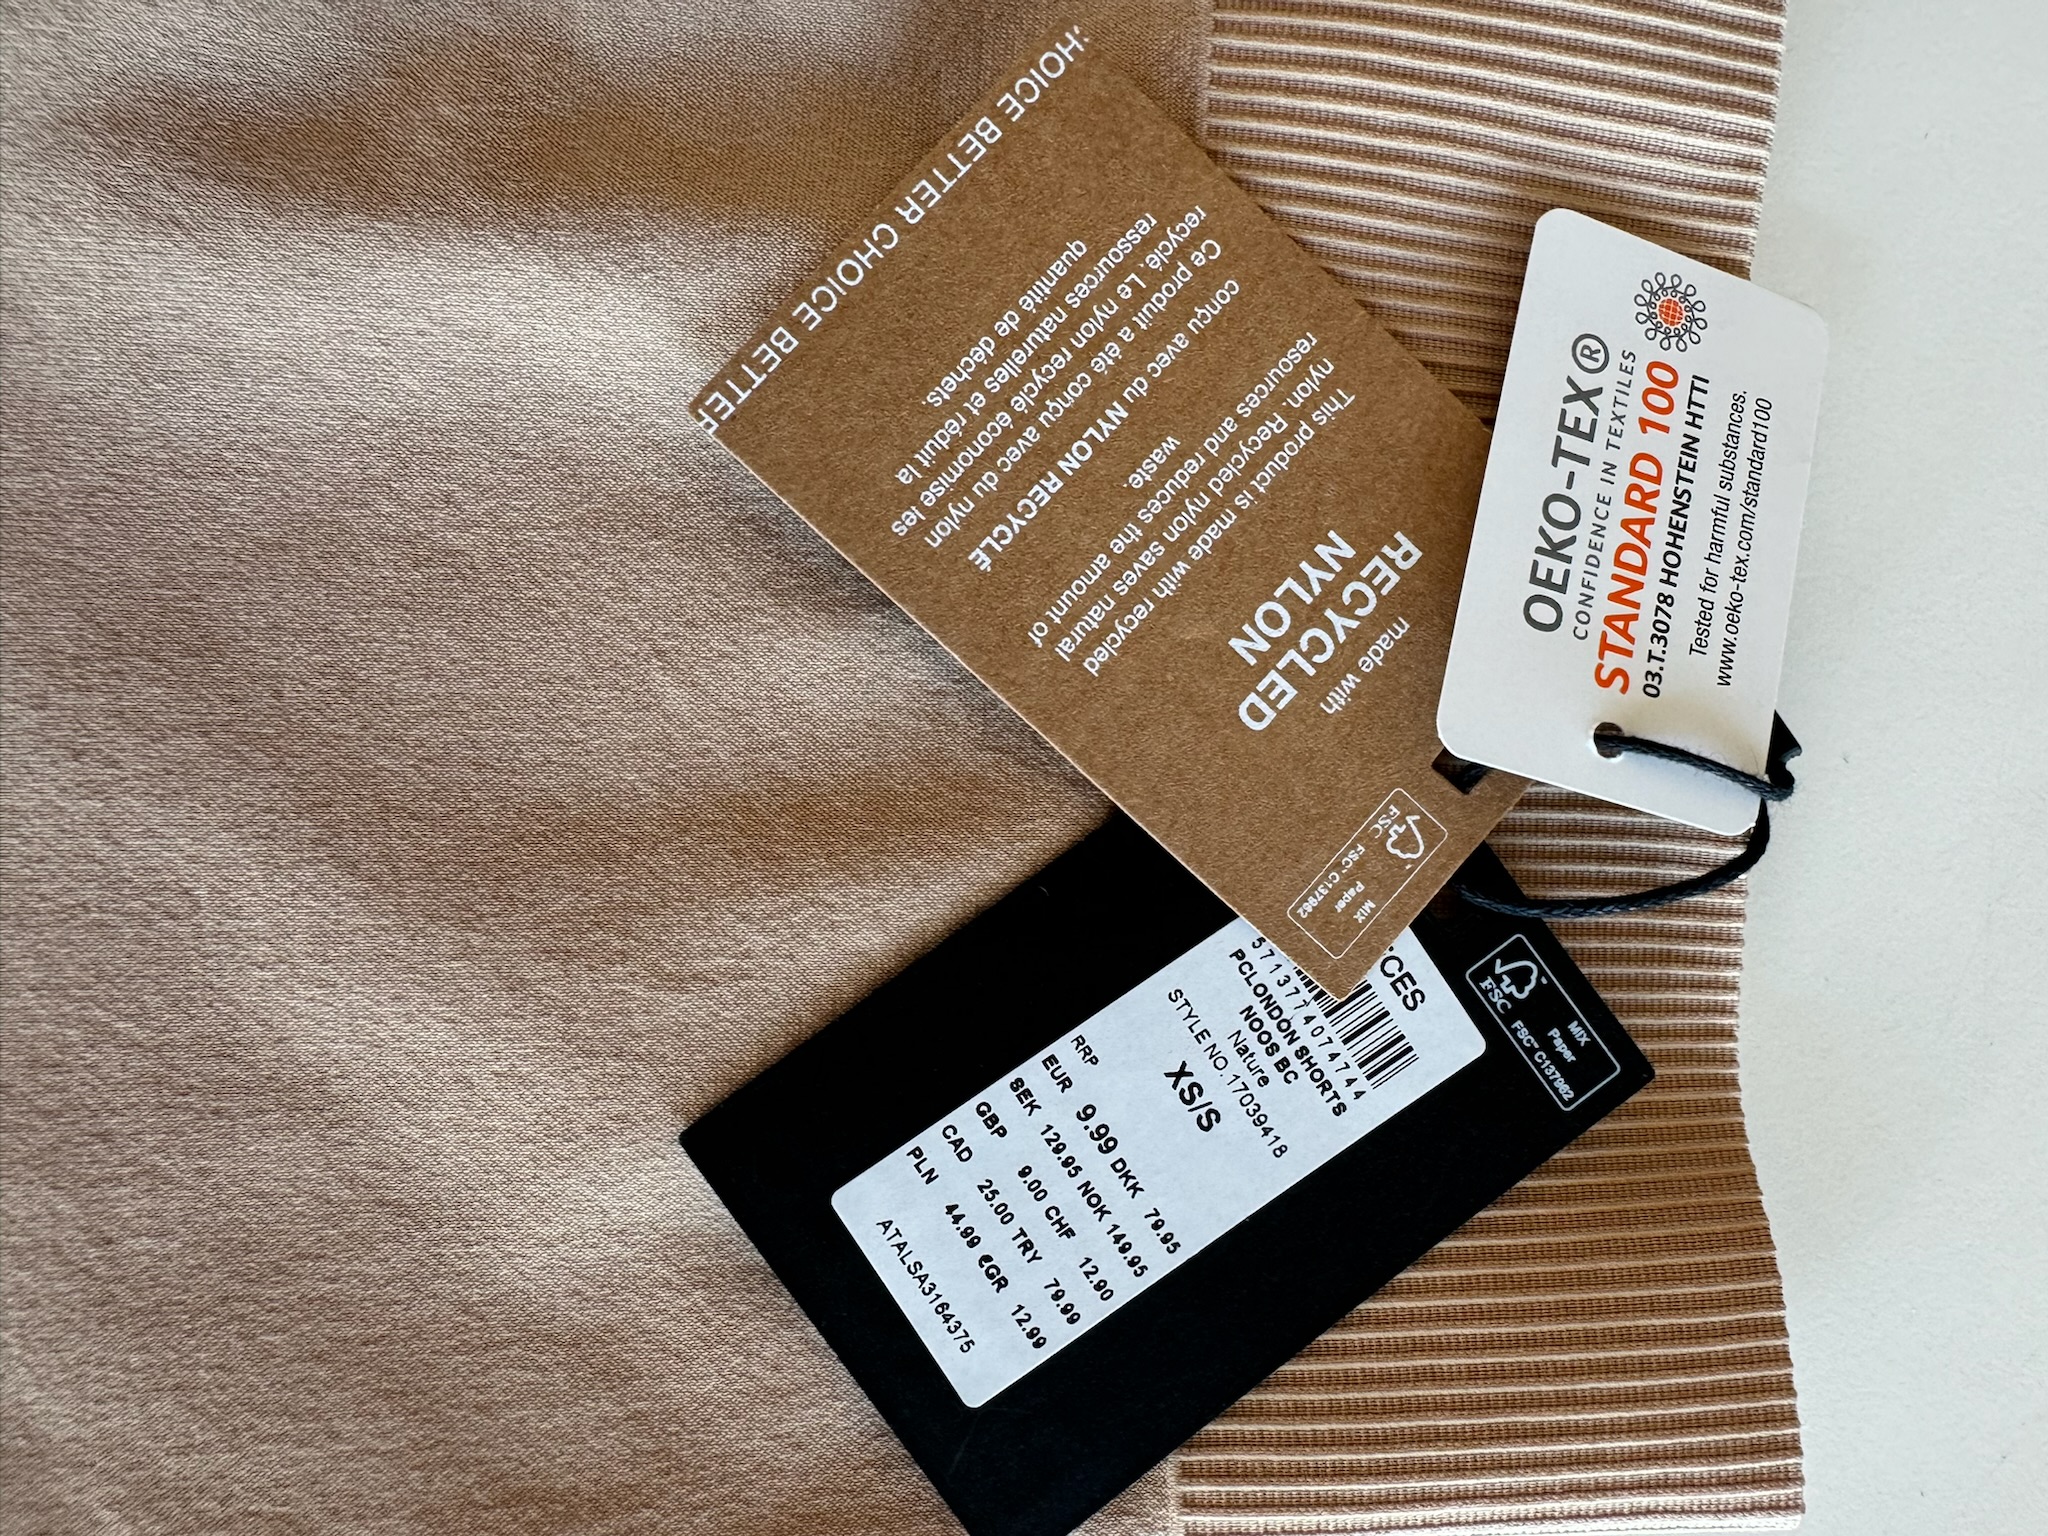 BETTER CHOICE BETTER
made with
RECYCLED
NYLON
This product is made with recycled
nylon. Recycled nylon saves natural
resources and reduces the amount of
waste.
conçu avec du NYLON RECYCLÉ
Ce produit a été conçu avec du nylon
recyclé. Le nylon recyclé économise les
ressources naturelles et réduit la
quantité de déchets.
FSC
MIX
Paper
FSC™ C137962
OEKO-TEX®
CONFIDENCE IN TEXTILES
STANDARD 100
03.T.3078 HOHENSTEIN HTTI
Tested for harmful substances.
www.oeko-tex.com/standard100
FSC
MIX
Paper
FSC™ C137962
5713774074744
PCLONDON SHORTS
NOOS BC
Nature
STYLE NO.17039418
XS/S
RRP
EUR 9.99 DKK 79.95
SEK 129.95 NOK 149.95
GBP 9.00 CHF 12.90
CAD 25.00 TRY 79.99
PLN 44.99 €GR 12.99
ATALSA3164375